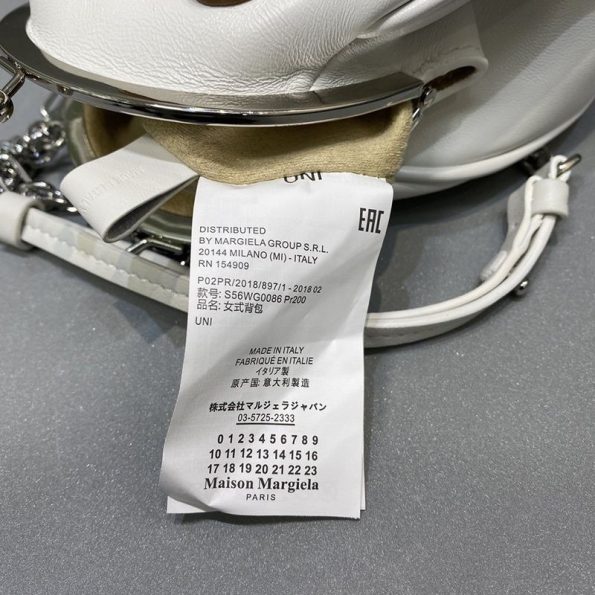 UNI
EAC
DISTRIBUTED
BY MARGIELA GROUP S.R.L.
20144 MILANO (MI) - ITALY
RN 154909
P02PR/2018/897/1 - 2018 02
款号: S56WG0086 Pr200
品名: 女式背包
UNI
MADE IN ITALY
FABRIQUÉ EN ITALIE
イタリア製
原产国: 意大利製造
株式会社マルジェラジャパン
03-5725-2333
0 1 2 3 4 5 6 7 8 9
10 11 12 13 14 15 16
17 18 19 20 21 22 23
Maison Margiela
PARIS